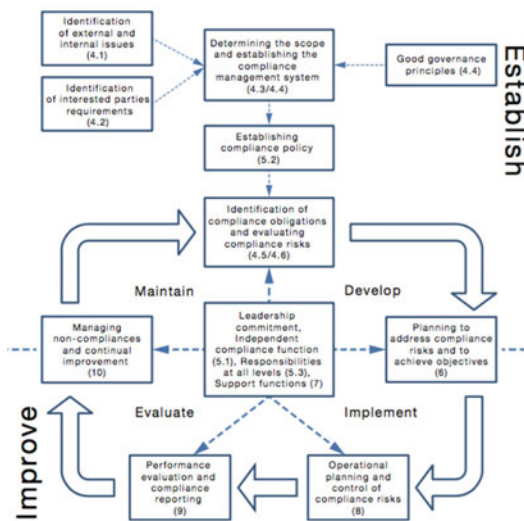 Identification
of external and
internal issues
(4.1)
Determining the scope
and establishing the
compliance
management system
(4.3/4.4)
Good governance
principles (4.4)
Identification
of interested parties
requirements
(4.2)
Establish
Establishing
compliance policy
(5.2)
Identification of
compliance obligations
and evaluating
compliance risks
(4.5/4.6)
Maintain
Develop
Managing
non-compliances
and continual
improvement
(10)
Leadership
commitment,
Independent
compliance function
(5.1), Responsibilities
at all levels (5.3),
Support functions (7)
Planning to
address compliance
risks and to
achieve objectives
(6)
Evaluate
Implement
Improve
Performance
evaluation and
compliance
reporting
(9)
Operational
planning and
control of
compliance risks
(8)